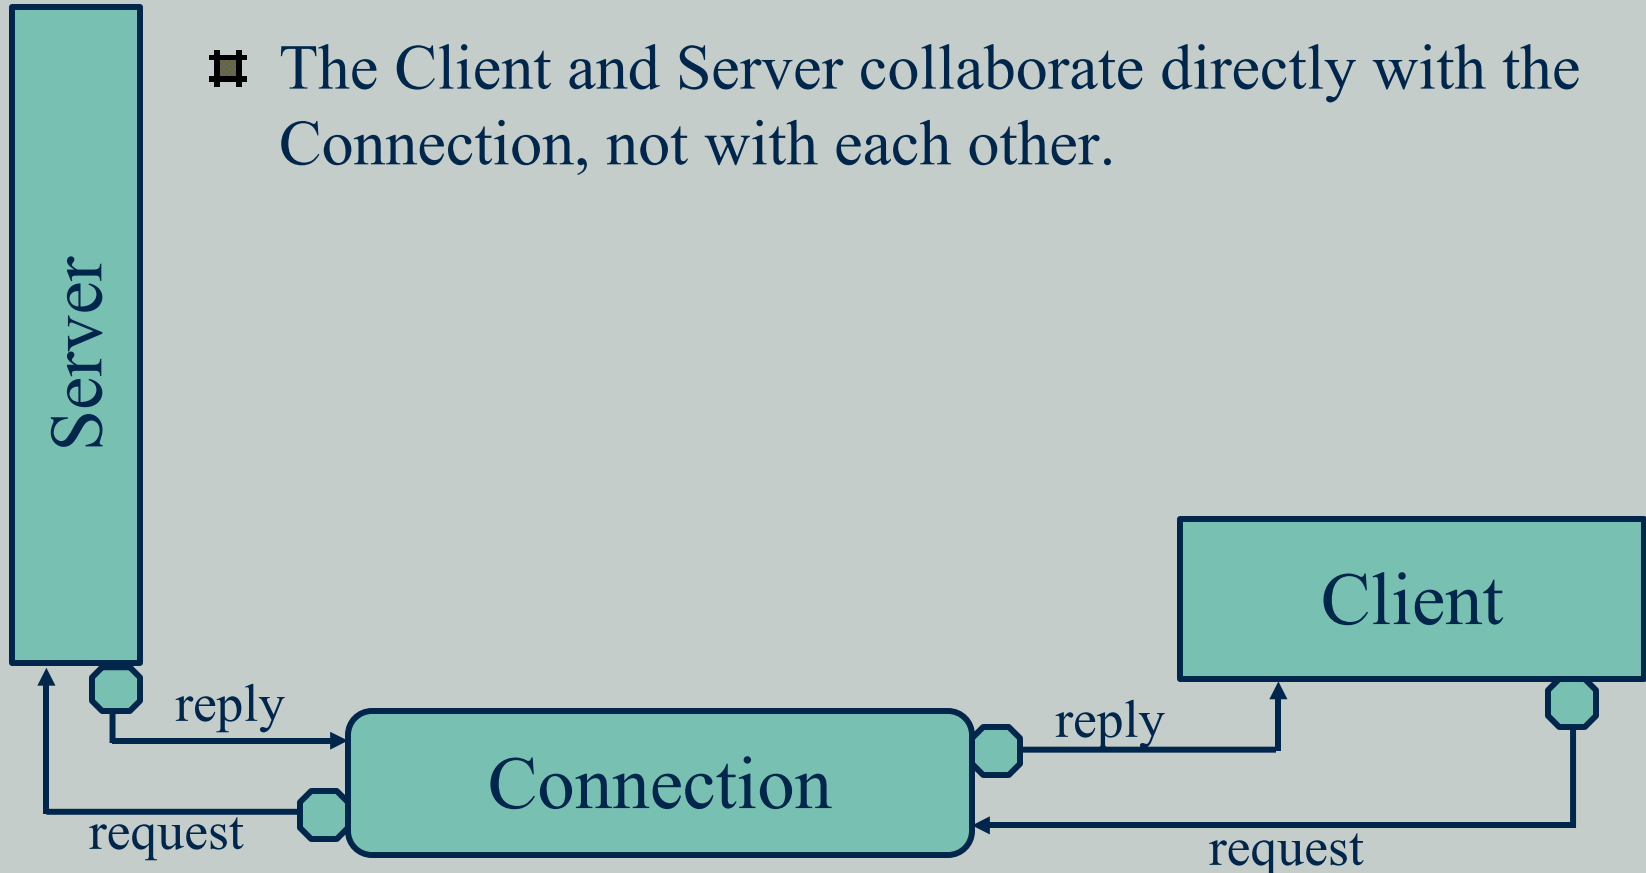 The Client and Server collaborate directly with the
Connection, not with each other.
Server
Client
reply
reply
Connection
request
request